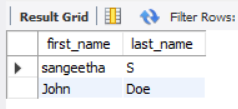 Result Grid Filter Rows:
first_name last_name
sangeetha S
John Doe